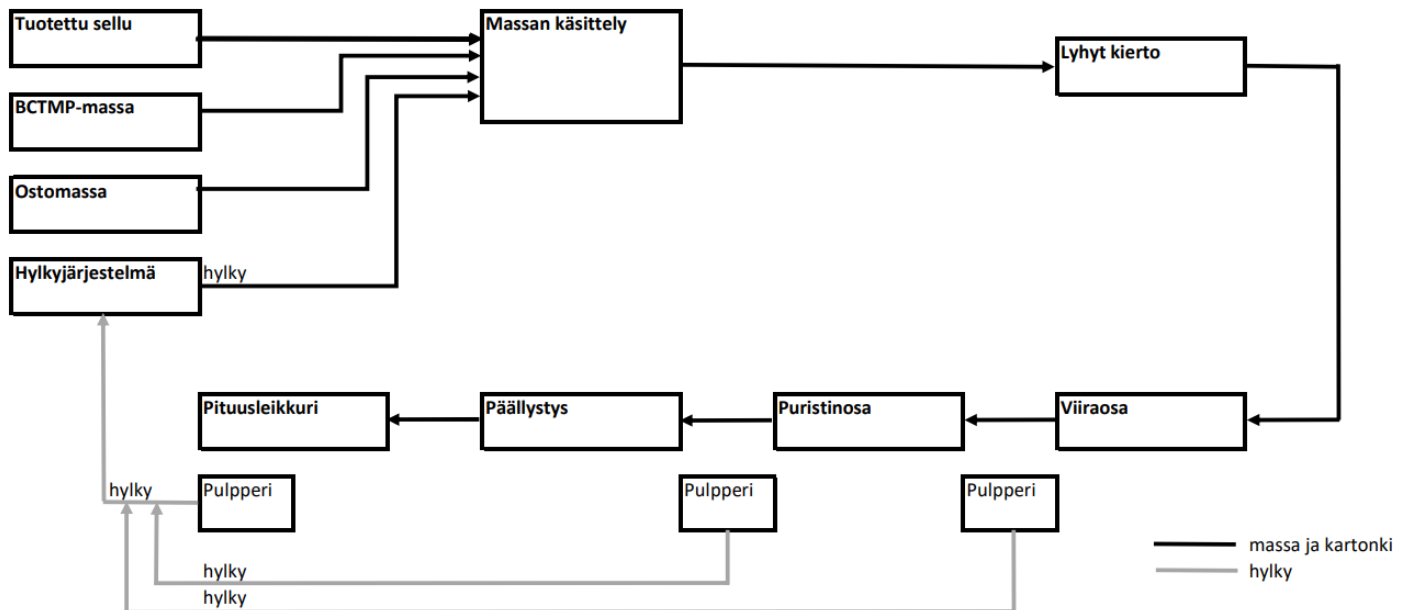 Tuotettu sellu
Massan käsittely
Lyhyt kierto
BCTMP-massa
Ostomassa
Hylkyjärjestelmä
hylky
Pituusleikkuri
Päällystys
Puristinosa
Viiraosa
hylky
Pulpperi
Pulpperi
Pulpperi
massa ja kartonki
hylky
hylky
hylky